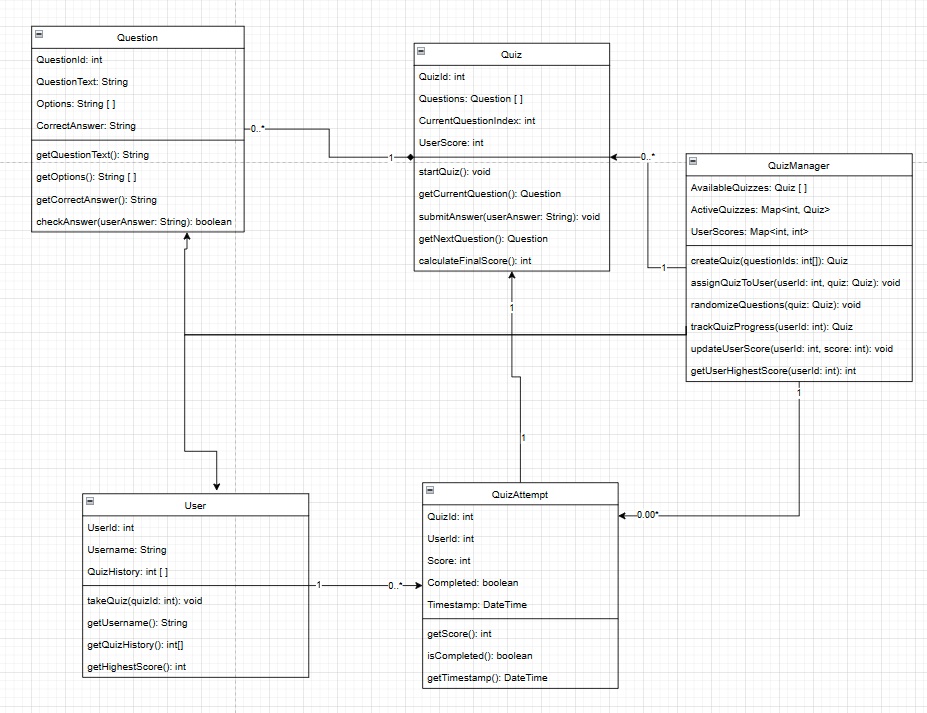 Question
QuestionId: int
QuestionText: String
Options: String [ ]
CorrectAnswer: String
getQuestionText(): String
getOptions(): String [ ]
getCorrectAnswer(): String
checkAnswer(userAnswer: String): boolean
0..*
1
Quiz
QuizId: int
Questions: Question [ ]
CurrentQuestionIndex: int
UserScore: int
startQuiz(): void
getCurrentQuestion(): Question
submitAnswer(userAnswer: String): void
getNextQuestion(): Question
calculateFinalScore(): int
0..*
1
QuizManager
AvailableQuizzes: Quiz [ ]
ActiveQuizzes: Map<int, Quiz>
UserScores: Map<int, int>
createQuiz(questionIds: int[]): Quiz
assignQuizToUser(userId: int, quiz: Quiz): void
randomizeQuestions(quiz: Quiz): void
trackQuizProgress(userId: int): Quiz
updateUserScore(userId: int, score: int): void
getUserHighestScore(userId: int): int
1
1
1
0.00*
User
UserId: int
Username: String
QuizHistory: int [ ]
takeQuiz(quizId: int): void
getUsername(): String
getQuizHistory(): int[]
getHighestScore(): int
1
0..*
QuizAttempt
QuizId: int
UserId: int
Score: int
Completed: boolean
Timestamp: DateTime
getScore(): int
isCompleted(): boolean
getTimestamp(): DateTime